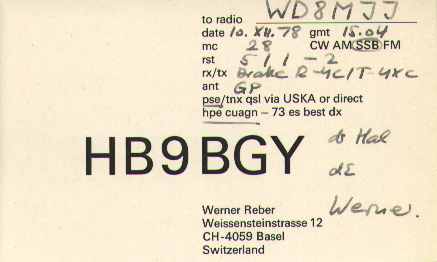 to radio WD8MJJ
date 10. XII. 78 gmt 15.04
mc 28 CW AM SSB FM
rst 5 / 1 / - 2
rx/tx Drake R-4C/T-4XC
ant GP
pse/tnx qsl via USKA or direct
hpe cuagn – 73 es best dx
HB9BGY
dr Hal
dE
Werner.
Werner Reber
Weissensteinstrasse 12
CH-4059 Basel
Switzerland